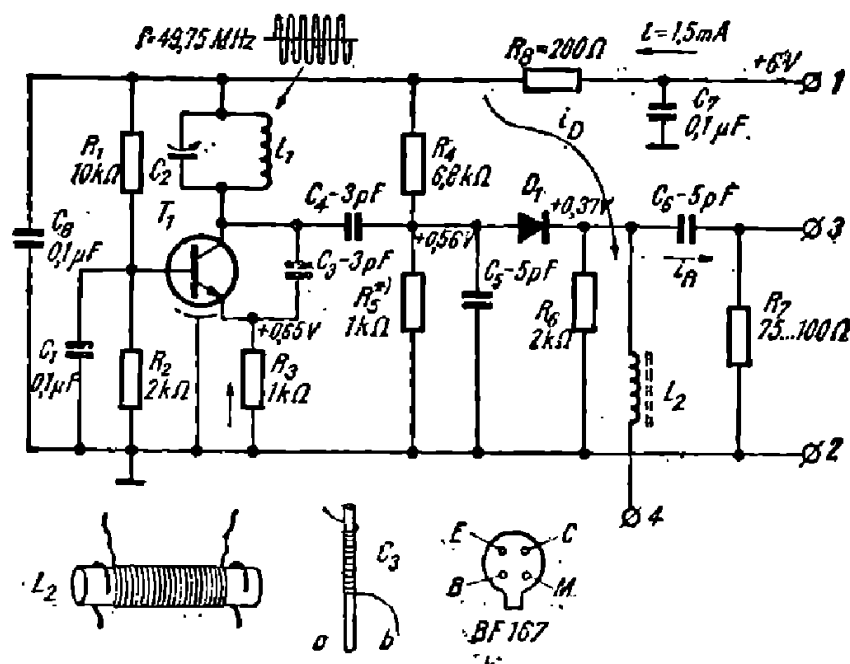 f=49,75 MHz
i=1,5mA
R8=200Ω
+6V
1
C7
0,1µF
iD
R1
10kΩ
C2
L1
R4
6,8kΩ
C4-3pF
D1
+0,37V
C6-5pF
3
T1
C8
0,1µF
+0,56V
C3-3pF
C5-5pF
iA
R5*)
1kΩ
R6
2kΩ
R7
75...100Ω
+0,65V
C1
0,1µF
R2
2kΩ
R3
1kΩ
L2
2
4
L2
C3
a
b
E
C
B
M
BF 167